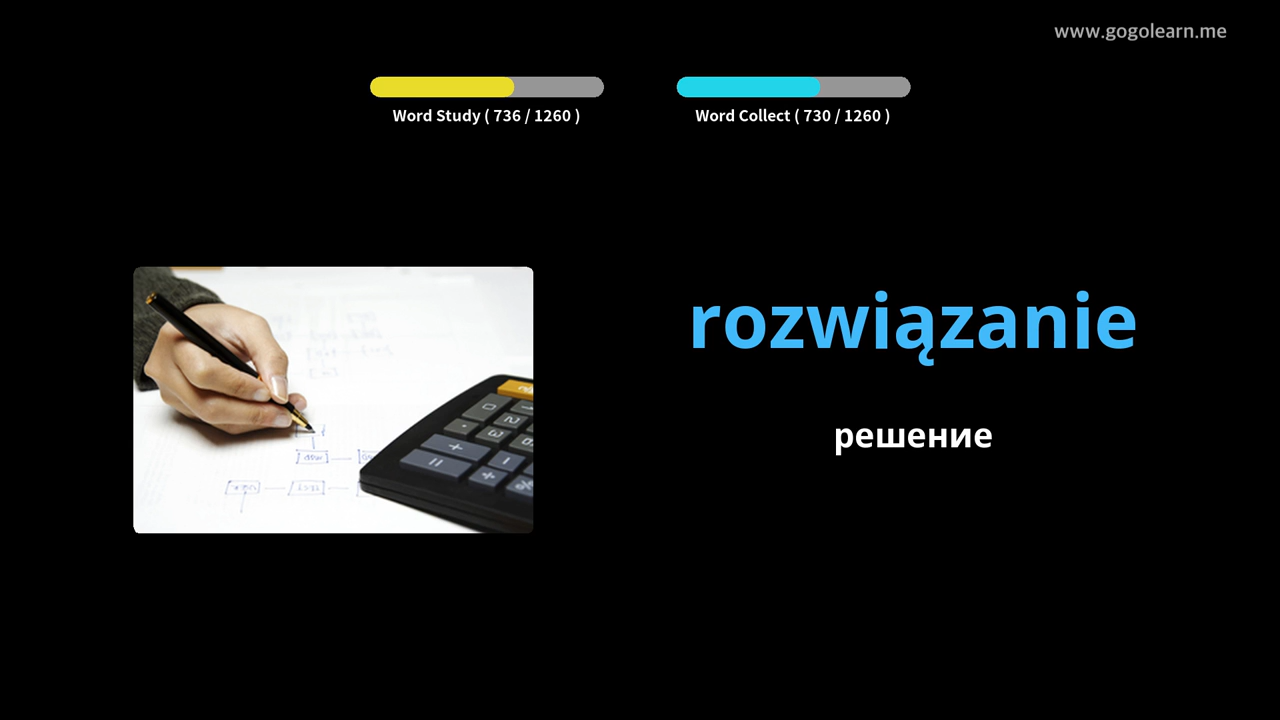 www.gogolearn.me
Word Study ( 736 / 1260 )
Word Collect ( 730 / 1260 )
rozwiązanie
решение